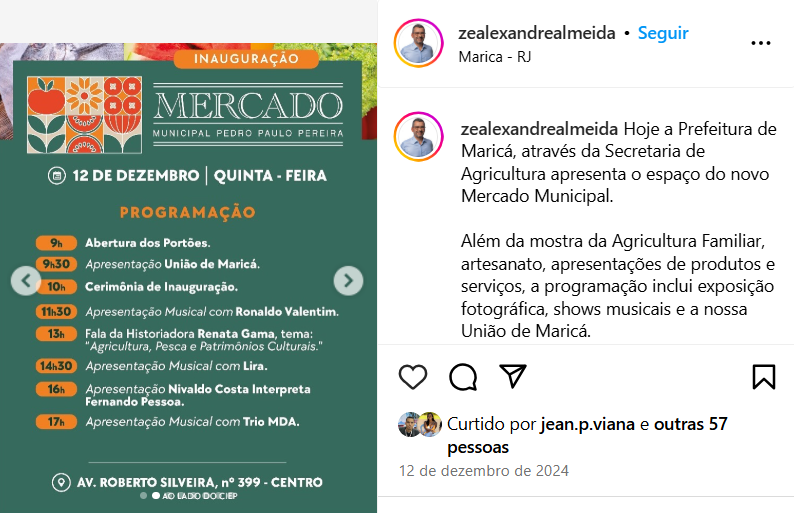 INAUGURAÇÃO
MERCADO
MUNICIPAL PEDRO PAULO PEREIRA
12 DE DEZEMBRO | QUINTA - FEIRA
PROGRAMAÇÃO
9h Abertura dos Portões.
9h30 Apresentação União de Maricá.
10h Cerimônia de Inauguração.
11h30 Apresentação Musical com Ronaldo Valentim.
13h Fala da Historiadora Renata Gama, tema:
"Agricultura, Pesca e Patrimônios Culturais."
14h30 Apresentação Musical com Lira.
16h Apresentação Nivaldo Costa Interpreta
Fernando Pessoa.
17h Apresentação Musical com Trio MDA.
AV. ROBERTO SILVEIRA, nº 399 - CENTRO
AO LADO DO CIEP
zealexandrealmeida • Seguir
Marica - RJ
zealexandrealmeida Hoje a Prefeitura de
Maricá, através da Secretaria de
Agricultura apresenta o espaço do novo
Mercado Municipal.
Além da mostra da Agricultura Familiar,
artesanato, apresentações de produtos e
serviços, a programação inclui exposição
fotográfica, shows musicais e a nossa
União de Maricá.
Curtido por jean.p.viana e outras 57
pessoas
12 de dezembro de 2024